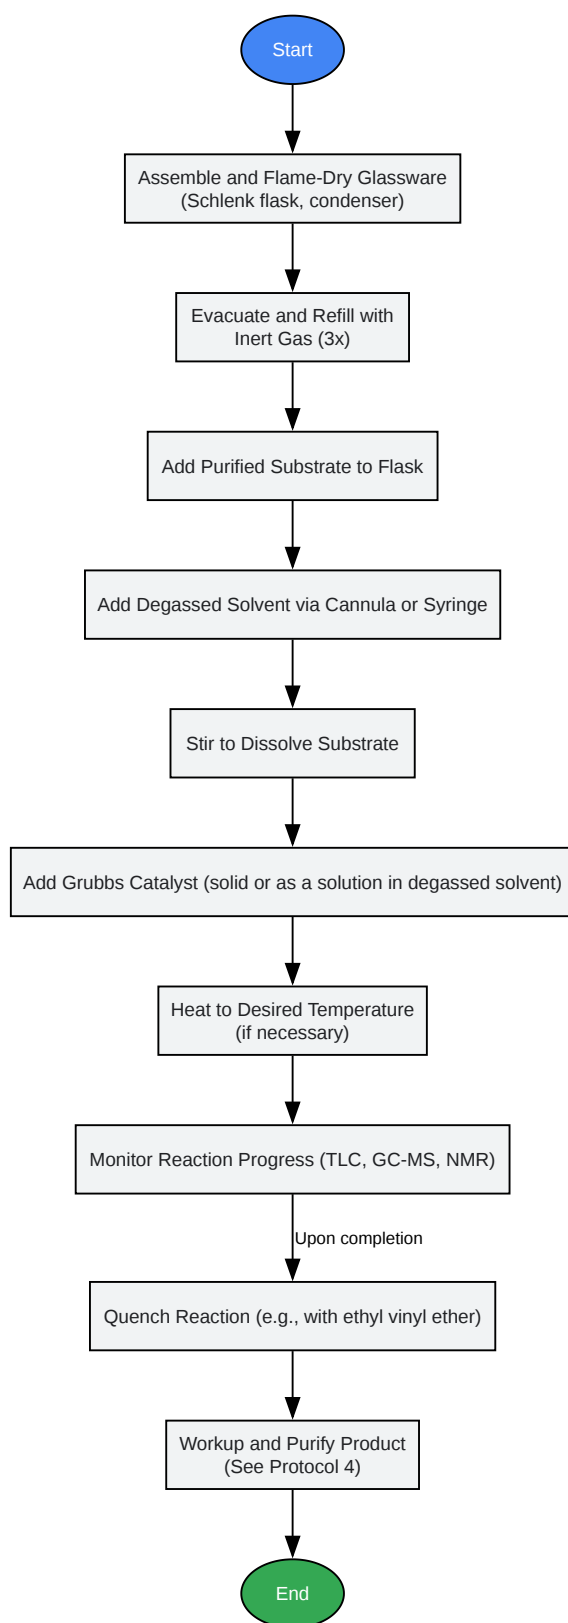 Start
Assemble and Flame-Dry Glassware
(Schlenk flask, condenser)
Evacuate and Refill with
Inert Gas (3x)
Add Purified Substrate to Flask
Add Degassed Solvent via Cannula or Syringe
Stir to Dissolve Substrate
Add Grubbs Catalyst (solid or as a solution in degassed solvent)
Heat to Desired Temperature
(if necessary)
Monitor Reaction Progress (TLC, GC-MS, NMR)
Upon completion
Quench Reaction (e.g., with ethyl vinyl ether)
Workup and Purify Product
(See Protocol 4)
End